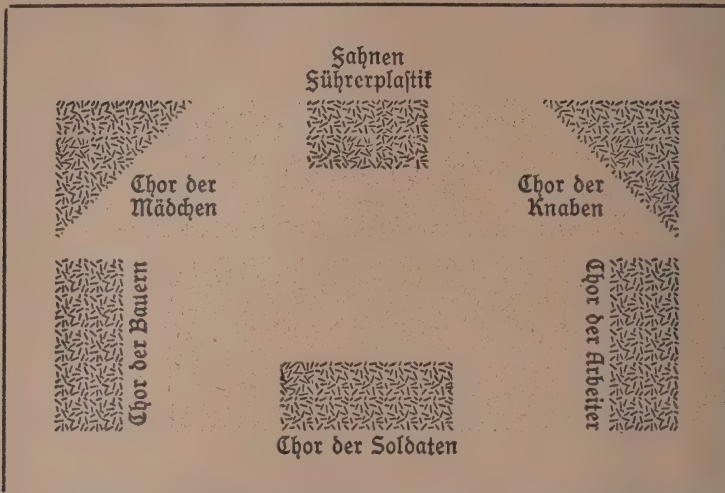 Fahnen
Führerplastik
Chor der
Mädchen
Chor der
Knaben
Chor der Bauern
Chor der Arbeiter
Chor der Soldaten